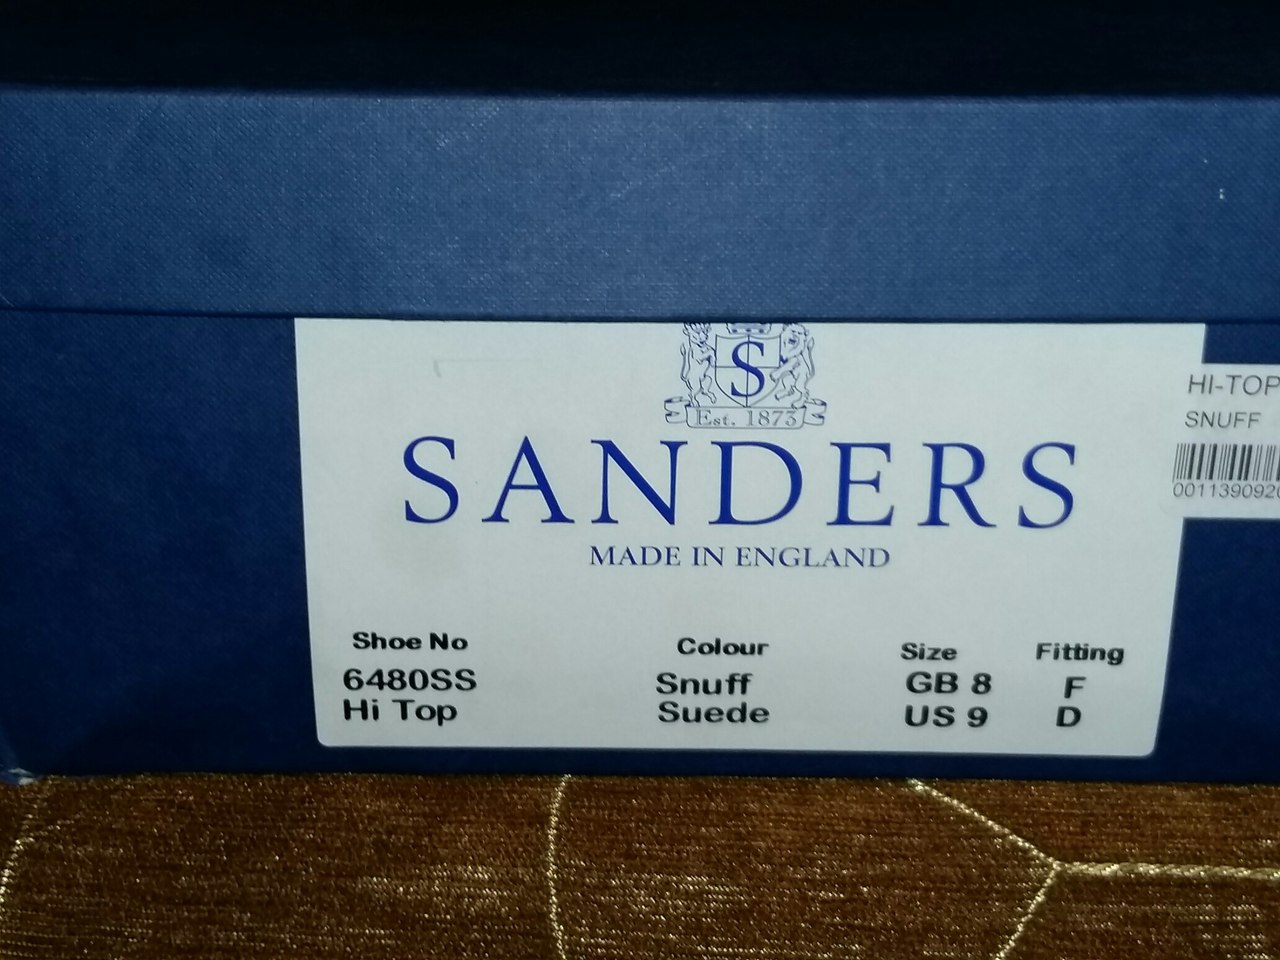 S
Est. 1873
SANDERS
MADE IN ENGLAND
Shoe No Colour Size Fitting
6480SS Snuff GB 8 F
Hi Top Suede US 9 D
HI-TOP
SNUFF
001139092